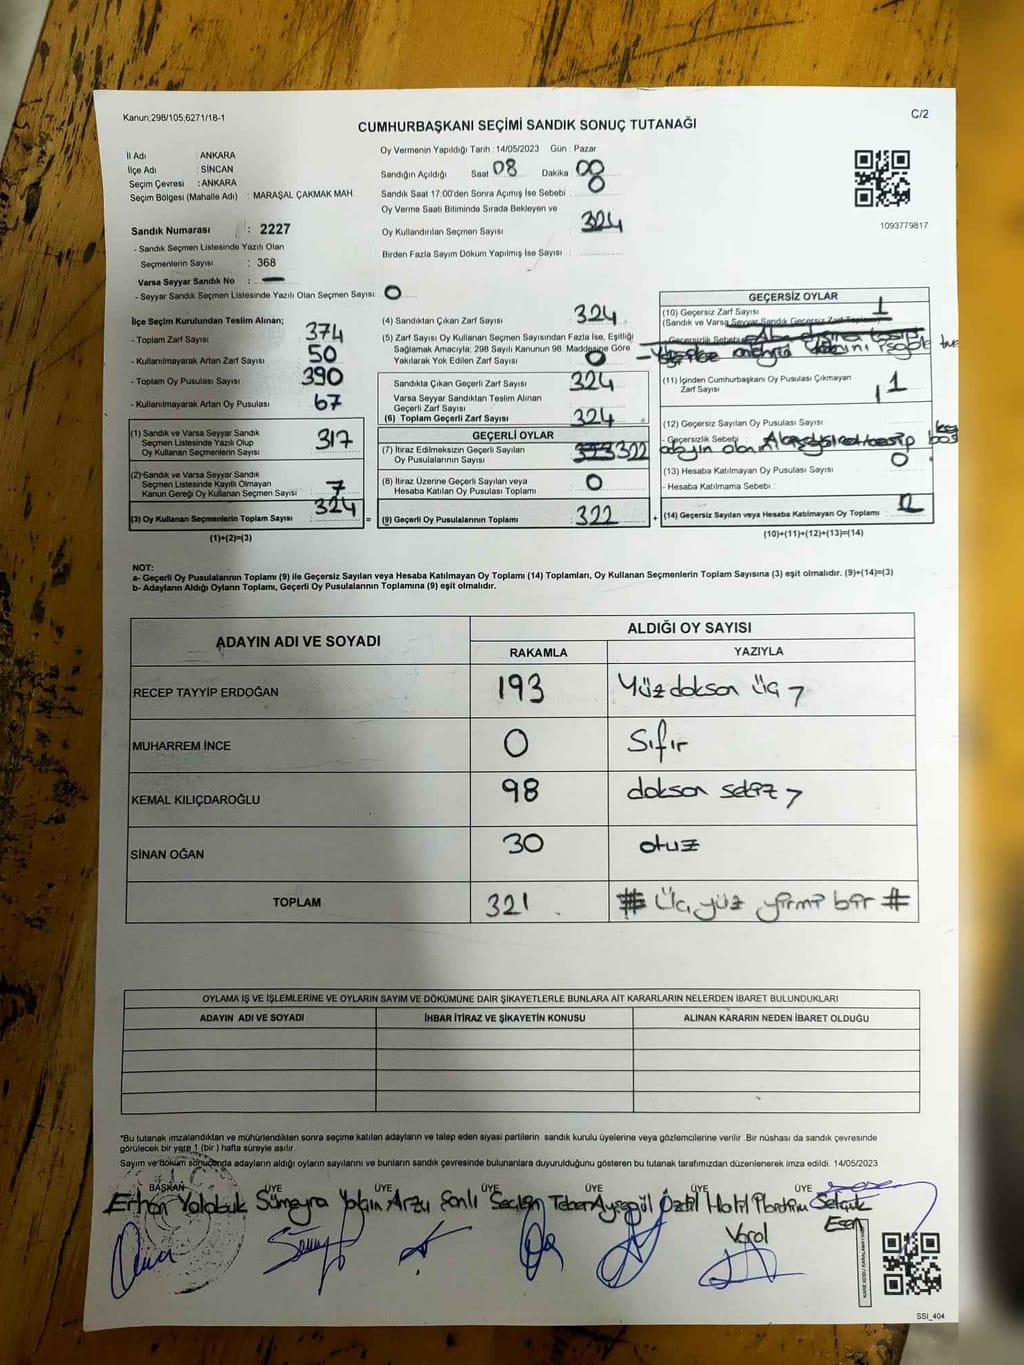 Kanun;298/105,6271/18-1
C/2
CUMHURBAŞKANI SEÇİMİ SANDIK SONUÇ TUTANAĞI
İl Adı : ANKARA
İlçe Adı : SİNCAN
Seçim Çevresi : ANKARA
Seçim Bölgesi (Mahalle Adı) : MARAŞAL ÇAKMAK MAH
Sandık Numarası : 2227
- Sandık Seçmen Listesinde Yazılı Olan
Seçmenlerin Sayısı : 368
Varsa Seyyar Sandık No : —
- Seyyar Sandık Seçmen Listesinde Yazılı Olan Seçmen Sayısı: 0
Oy Vermenin Yapıldığı Tarih : 14/05/2023 Gün : Pazar
Sandığın Açıldığı Saat 08 Dakika 00
Sandık Saat 17:00'den Sonra Açımış İse Sebebi :
Oy Verme Saati Bitiminde Sırada Bekleyen ve
Oy Kullandırılan Seçmen Sayısı : 324
Birden Fazla Sayım Döküm Yapılmış İse Sayısı :
1093779817
İlçe Seçim Kurulundan Teslim Alınan;
- Toplam Zarf Sayısı : 374
- Kullanılmayarak Artan Zarf Sayısı : 50
- Toplam Oy Pusulası Sayısı : 390
- Kullanılmayarak Artan Oy Pusulası : 67
(1) Sandık ve Varsa Seyyar Sandık
Seçmen Listesinde Yazılı Olup
Oy Kullanan Seçmenlerin Sayısı : 317
(2)-Sandık ve Varsa Seyyar Sandık
Seçmen Listesinde Kayıtlı Olmayan
Kanun Gereği Oy Kullanan Seçmen Sayısı : 7
(3) Oy Kullanan Seçmenlerin Toplam Sayısı : 324 =
(1)+(2)=(3)
(4) Sandıktan Çıkan Zarf Sayısı : 324
(5) Zarf Sayısı Oy Kullanan Seçmen Sayısından Fazla İse, Eşitliği
Sağlamak Amacıyla; 298 Sayılı Kanunun 98. Maddesine Göre
Yakılarak Yok Edilen Zarf Sayısı : 0
Sandıkta Çıkan Geçerli Zarf Sayısı : 324
Varsa Seyyar Sandıktan Teslim Alınan
Geçerli Zarf Sayısı :
(6) Toplam Geçerli Zarf Sayısı : 324
GEÇERLİ OYLAR
(7) İtiraz Edilmeksizin Geçerli Sayılan
Oy Pusulalarının Sayısı : 322
(8) İtiraz Üzerine Geçerli Sayılan veya
Hesaba Katılan Oy Pusulası Toplamı : 0
(9) Geçerli Oy Pusulalarının Toplamı : 322 +
GEÇERSİZ OYLAR
(10) Geçersiz Zarf Sayısı : 1
(Sandık ve Varsa Seyyar Sandık Geçersiz Zarf Toplamı)
- Geçersizlik Sebebi :
(11) İçinden Cumhurbaşkanı Oy Pusulası Çıkmayan
Zarf Sayısı : 1
(12) Geçersiz Sayılan Oy Pusulası Sayısı :
- Geçersizlik Sebebi :
(13) Hesaba Katılmayan Oy Pusulası Sayısı : 0
- Hesaba Katılmama Sebebi :
(14) Geçersiz Sayılan veya Hesaba Katılmayan Oy Toplamı :
(10)+(11)+(12)+(13)=(14)
NOT:
a- Geçerli Oy Pusulalarının Toplamı (9) ile Geçersiz Sayılan veya Hesaba Katılmayan Oy Toplamı (14) Toplamları, Oy Kullanan Seçmenlerin Toplam Sayısına (3) eşit olmalıdır. (9)+(14)=(3)
b- Adayların Aldığı Oyların Toplamı, Geçerli Oy Pusulalarının Toplamına (9) eşit olmalıdır.
ADAYIN ADI VE SOYADI
ALDIĞI OY SAYISI
RAKAMLA YAZIYLA
RECEP TAYYİP ERDOĞAN 193 Yüz dokson üç
MUHARREM İNCE 0 Sıfır
KEMAL KILIÇDAROĞLU 98 dokson sekiz
SİNAN OĞAN 30 otuz
TOPLAM 321 # Üç yüz yirmi bir #
OYLAMA İŞ VE İŞLEMLERİNE VE OYLARIN SAYIM VE DÖKÜMÜNE DAİR ŞİKAYETLERLE BUNLARA AİT KARARLARIN NELERDEN İBARET BULUNDUKLARI
ADAYIN ADI VE SOYADI İHBAR İTİRAZ VE ŞİKAYETİN KONUSU ALINAN KARARIN NEDEN İBARET OLDUĞU
*Bu tutanak imzalandıktan ve mühürlendikten sonra seçime katılan adayların ve talep eden siyasi partilerin sandık kurulu üyelerine veya gözlemcilerine verilir .Bir nüshası da sandık çevresinde
görülecek bir yere 1 (bir ) hafta süreyle asılır.
Sayım ve döküm sonucunda adayların aldığı oyların sayılarını ve bunların sandık çevresinde bulunanlara duyurulduğunu gösteren bu tutanak tarafımızdan düzenlenerek imza edildi. 14/05/2023
BAŞKAN ÜYE ÜYE ÜYE ÜYE ÜYE ÜYE
Erhan Yalabuk Sümeyra Yalçın Arzu Sonlı Seçilen Teber Ayşegül Özbil Halil İbrahim Selçuk
Varol Esen
SSİ_404